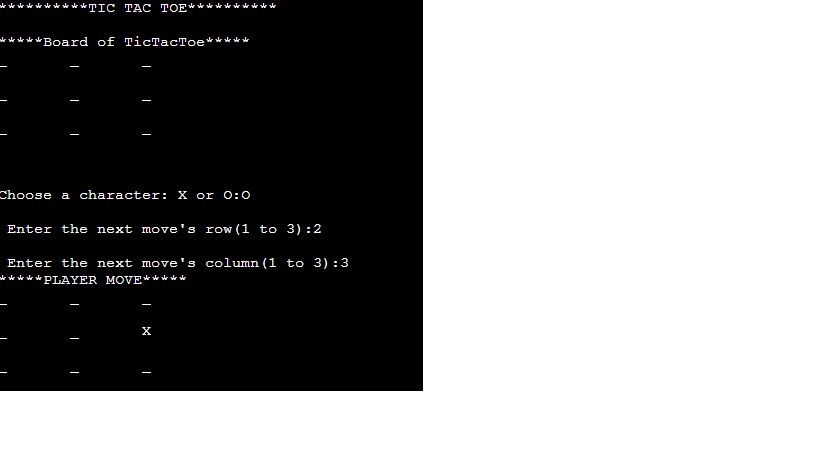 **********TIC TAC TOE**********
*****Board of TicTacToe*****
_ _ _
_ _ _
_ _ _
Choose a character: X or O:O
Enter the next move's row(1 to 3):2
Enter the next move's column(1 to 3):3
*****PLAYER MOVE*****
_ _ _
_ _ X
_ _ _